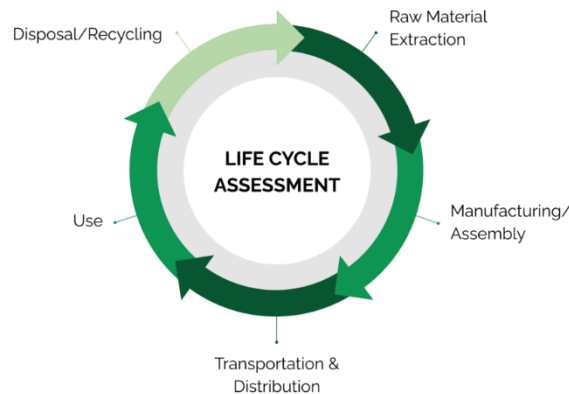 Disposal/Recycling
Raw Material
Extraction
LIFE CYCLE
ASSESSMENT
Manufacturing/
Assembly
Use
Transportation &
Distribution